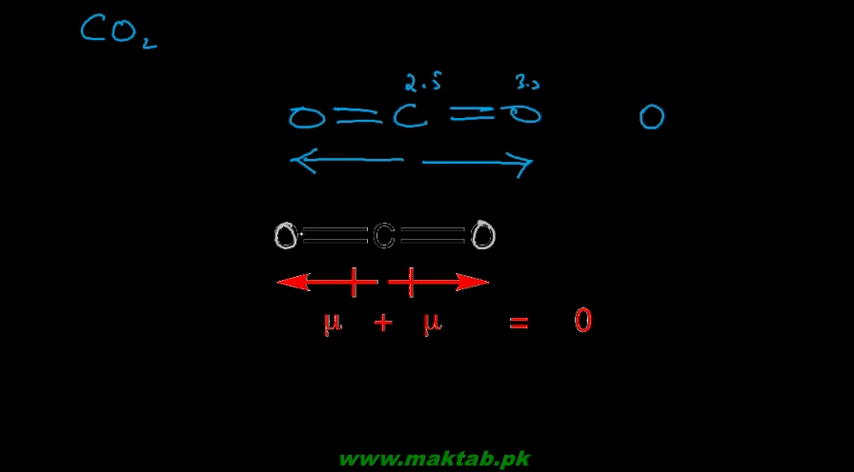 CO₂
2.5 3.5
O=C=O O
O=C=O
μ + μ = 0
www.maktab.pk